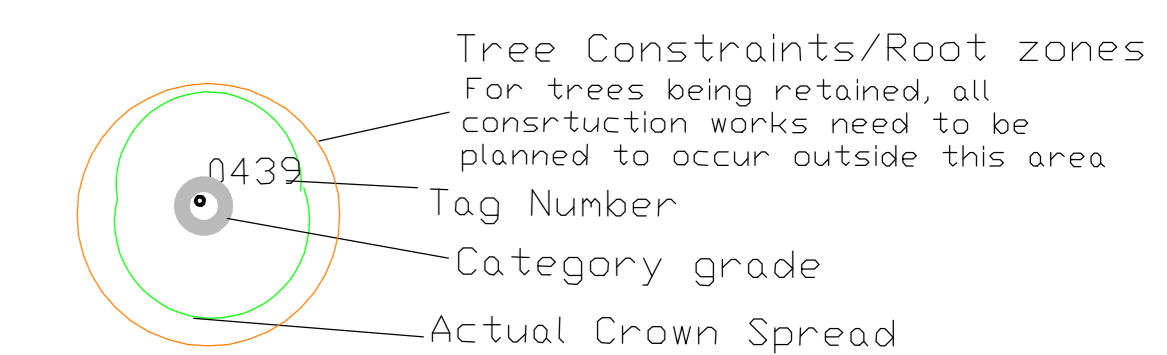 Tree Constraints/Root zones
For trees being retained, all
consrtuction works need to be
planned to occur outside this area
0439
Tag Number
Category grade
Actual Crown Spread